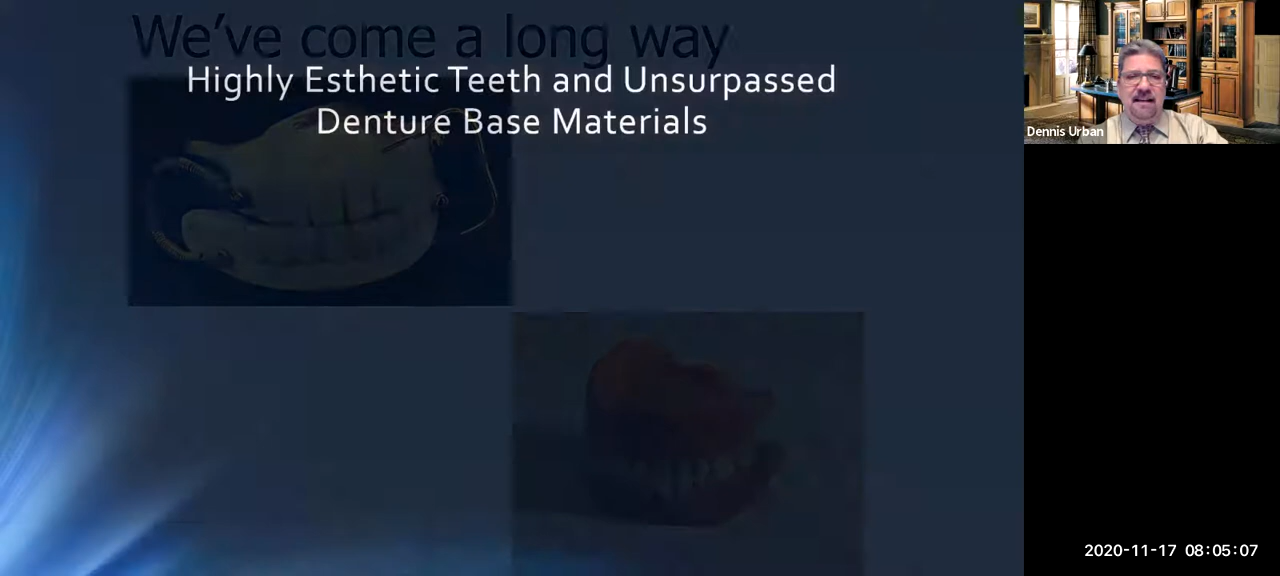 We've come a long way
Highly Esthetic Teeth and Unsurpassed
Denture Base Materials
Dennis Urban
2020-11-17 08:05:07